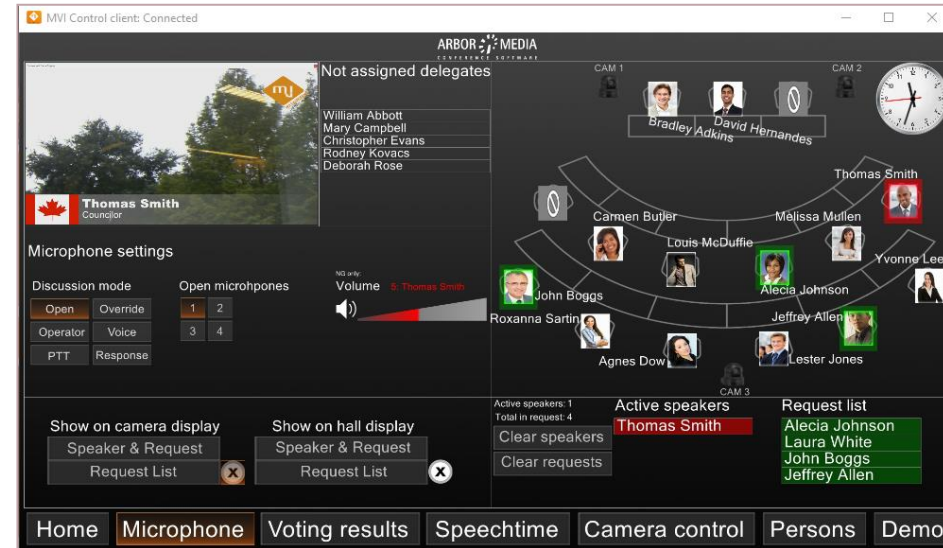 MVI Control client: Connected
ARBOR MEDIA
CONFERENCE SOFTWARE
Not assigned delegates
William Abbott
Mary Campbell
Christopher Evans
Rodney Kovacs
Deborah Rose
Thomas Smith
Councilor
CAM 1
CAM 2
Bradley Adkins
David Hernandes
Thomas Smith
Carmen Butler
Melissa Mullen
Louis McDuffie
Yvonne Lee
Alecia Johnson
John Boggs
Roxanna Sartin
Jeffrey Allen
Agnes Dow
Lester Jones
CAM 3
Microphone settings
Discussion mode
Open microhpones
NG only:
Volume 5: Thomas Smith
Open Override 1 2
Operator Voice 3 4
PTT Response
Show on camera display
Speaker & Request
Request List X
Show on hall display
Speaker & Request
Request List X
Active speakers: 1
Total in request: 4
Clear speakers
Clear requests
Active speakers
Thomas Smith
Request list
Alecia Johnson
Laura White
John Boggs
Jeffrey Allen
Home Microphone Voting results Speechtime Camera control Persons Demo